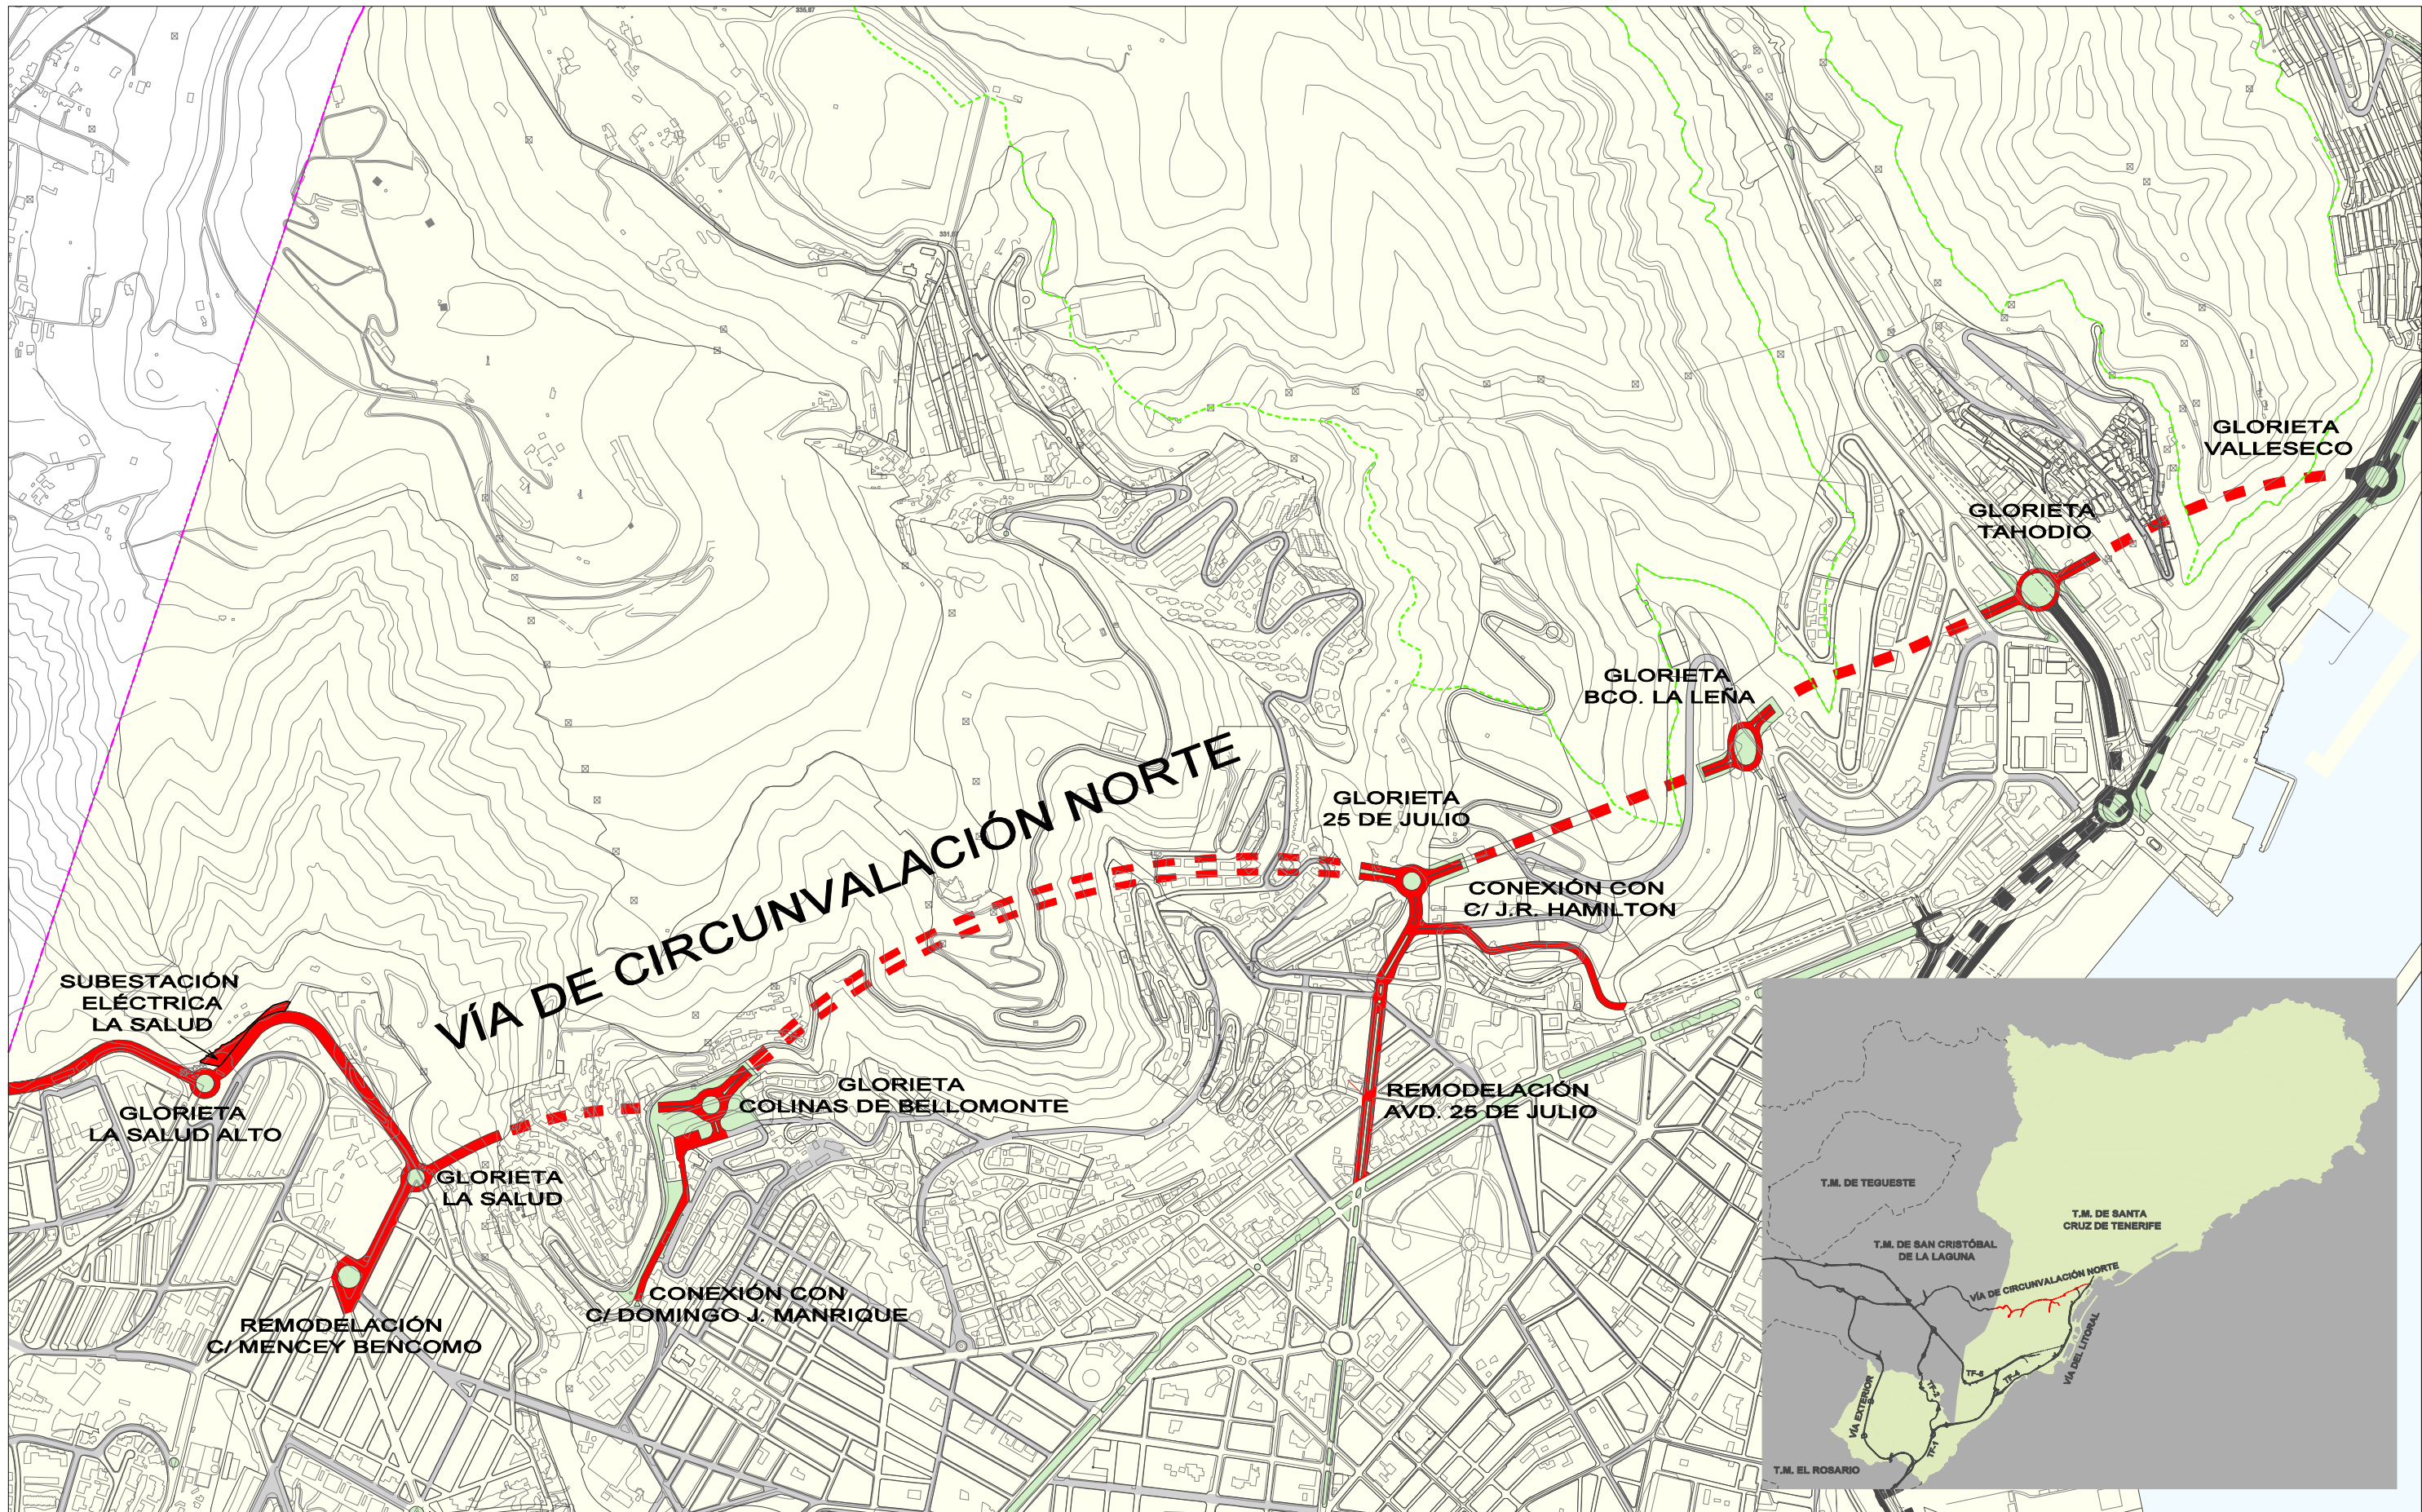 335,87
331,87
GLORIETA
VALLESECO
GLORIETA
TAHODIO
GLORIETA
BCO. LA LEÑA
VÍA DE CIRCUNVALACIÓN NORTE
GLORIETA
25 DE JULIO
CONEXIÓN CON
C/ J.R. HAMILTON
SUBESTACIÓN
ELÉCTRICA
LA SALUD
GLORIETA
LA SALUD ALTO
GLORIETA
COLINAS DE BELLOMONTE
REMODELACIÓN
AVD. 25 DE JULIO
GLORIETA
LA SALUD
CONEXIÓN CON
C/ DOMINGO J. MANRIQUE
REMODELACIÓN
C/ MENCEY BENCOMO
T.M. DE TEGUESTE
T.M. DE SANTA
CRUZ DE TENERIFE
T.M. DE SAN CRISTÓBAL
DE LA LAGUNA
VÍA DE CIRCUNVALACIÓN NORTE
VÍA DEL LITORAL
TF-5
TF-4
TF-2
VÍA EXTERIOR
TF-1
T.M. EL ROSARIO